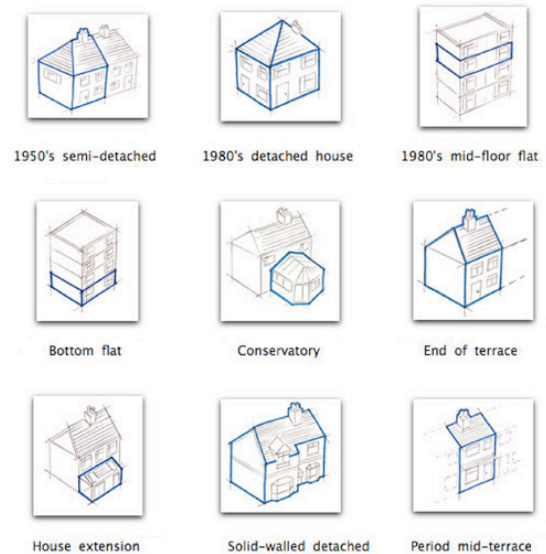 1950's semi-detached
1980's detached house
1980's mid-floor flat
Bottom flat
Conservatory
End of terrace
House extension
Solid-walled detached
Period mid-terrace